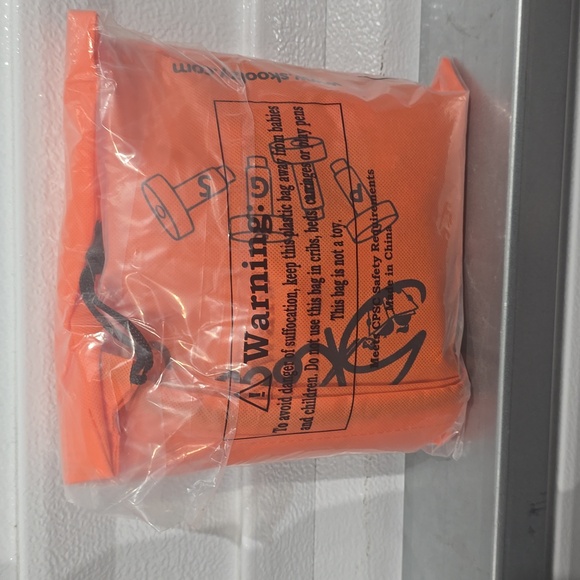 Warning:
To avoid danger of suffocation, keep this plastic bag away from babies
and children. Do not use this bag in cribs, beds, carriages or play pens
This bag is not a toy.
Meets CPSC Safety Requirements
Made in China